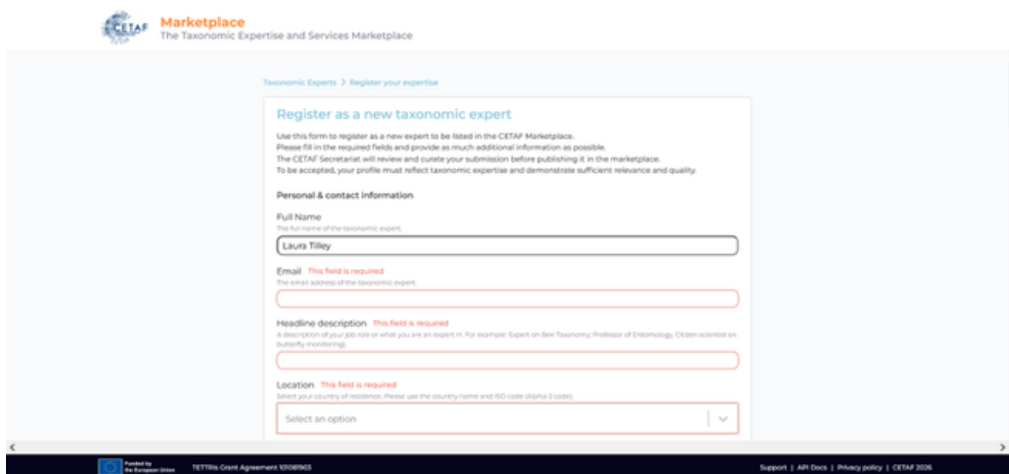 CETAF
Marketplace
The Taxonomic Expertise and Services Marketplace
Taxonomic Experts > Register your expertise
Register as a new taxonomic expert
Use this form to register as a new expert to be listed in the CETAF Marketplace.
Please fill in the required fields and provide as much additional information as possible.
The CETAF Secretariat will review and curate your submission before publishing it in the marketplace.
To be accepted, your profile must reflect taxonomic expertise and demonstrate sufficient relevance and quality.
Personal & contact information
Full Name
The full name of the taxonomic expert.
Laura Tilley
Email This field is required
The email address of the taxonomic expert.
Headline description This field is required
A description of your job role or what you are an expert in. For example: Expert on Bee Taxonomy; Professor of Entomology, Citizen scientist on
butterfly monitoring).
Location This field is required
Select your country of residence. Please use the country name and ISO code (Alpha-2 code).
Select an option
Funded by
the European Union
TETTRIs Grant Agreement 101081903
Support | API Docs | Privacy policy | CETAF 2026